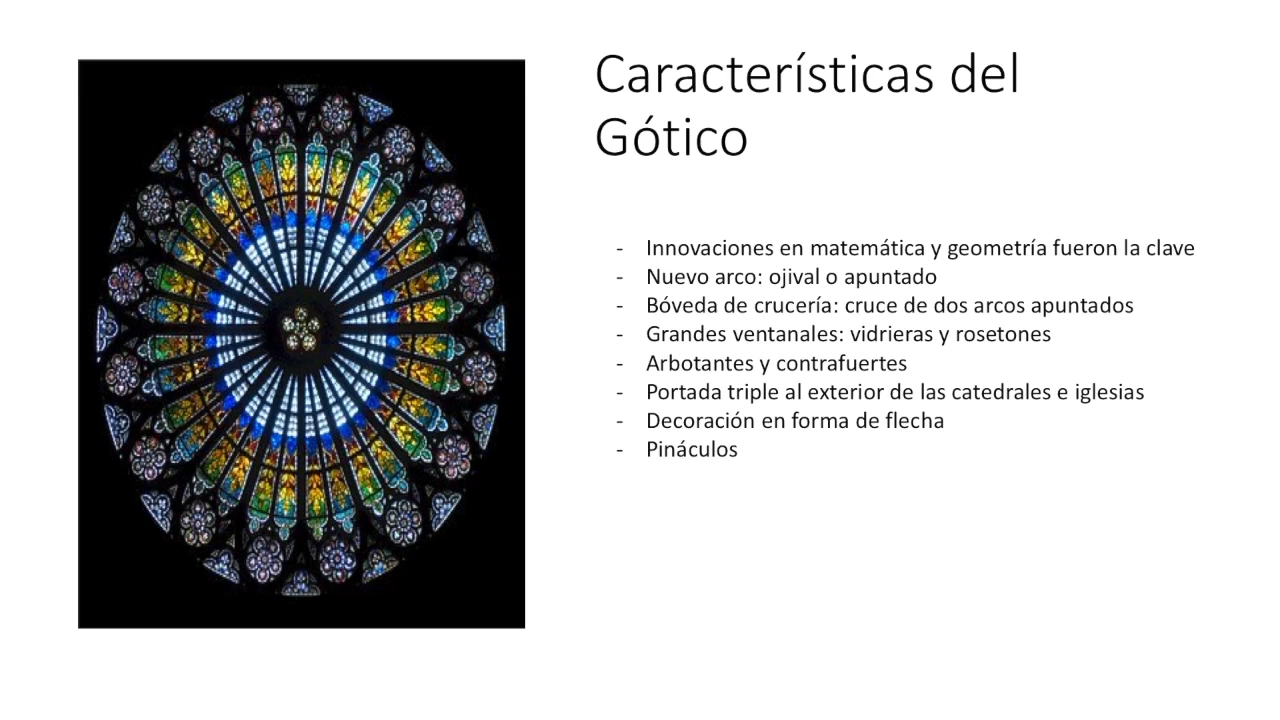 Características del
Gótico
- Innovaciones en matemática y geometría fueron la clave
- Nuevo arco: ojival o apuntado
- Bóveda de crucería: cruce de dos arcos apuntados
- Grandes ventanales: vidrieras y rosetones
- Arbotantes y contrafuertes
- Portada triple al exterior de las catedrales e iglesias
- Decoración en forma de flecha
- Pináculos